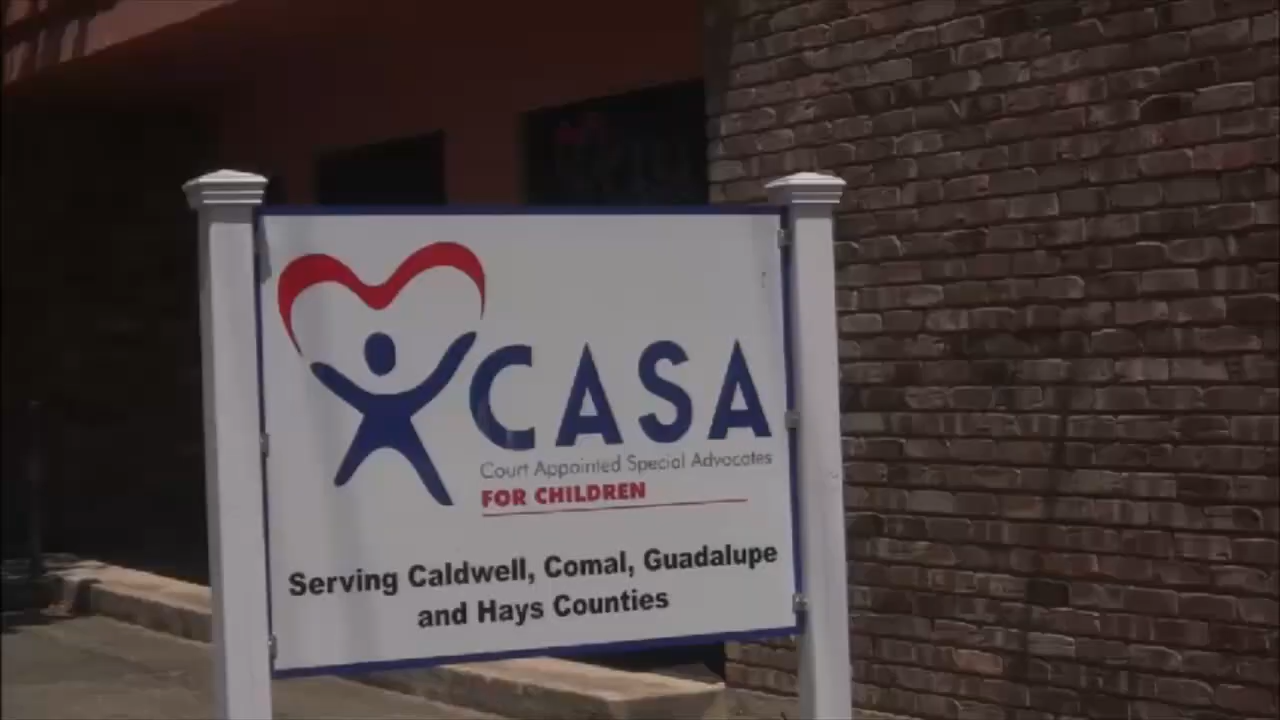 CASA
Court Appointed Special Advocates
FOR CHILDREN
Serving Caldwell, Comal, Guadalupe
and Hays Counties